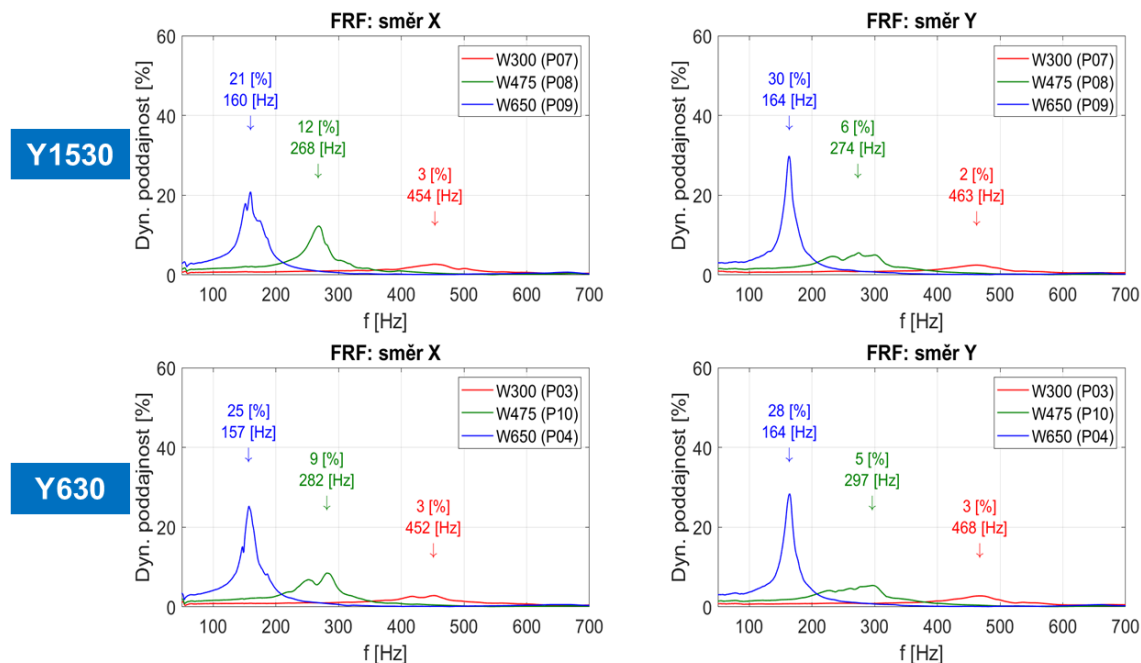 Y1530
FRF: směr X
Dyn. poddajnost [%]
60
40
20
0
W300 (P07)
W475 (P08)
W650 (P09)
21 [%]
160 [Hz]
↓
12 [%]
268 [Hz]
↓
3 [%]
454 [Hz]
↓
100 200 300 400 500 600 700
f [Hz]
FRF: směr Y
Dyn. poddajnost [%]
60
40
20
0
W300 (P07)
W475 (P08)
W650 (P09)
30 [%]
164 [Hz]
↓
6 [%]
274 [Hz]
↓
2 [%]
463 [Hz]
↓
100 200 300 400 500 600 700
f [Hz]
Y630
FRF: směr X
Dyn. poddajnost [%]
60
40
20
0
W300 (P03)
W475 (P10)
W650 (P04)
25 [%]
157 [Hz]
↓
9 [%]
282 [Hz]
↓
3 [%]
452 [Hz]
↓
100 200 300 400 500 600 700
f [Hz]
FRF: směr Y
Dyn. poddajnost [%]
60
40
20
0
W300 (P03)
W475 (P10)
W650 (P04)
28 [%]
164 [Hz]
↓
5 [%]
297 [Hz]
↓
3 [%]
468 [Hz]
↓
100 200 300 400 500 600 700
f [Hz]